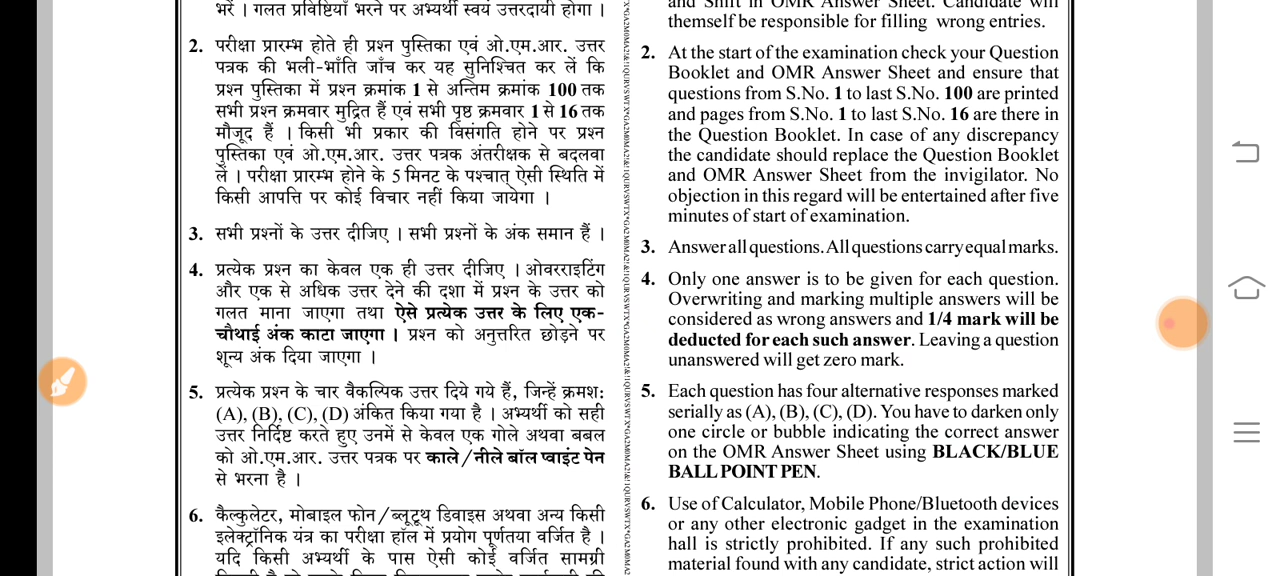 भरें । गलत प्रविष्टियाँ भरने पर अभ्यर्थी स्वयं उत्तरदायी होगा ।
2. परीक्षा प्रारम्भ होते ही प्रश्न पुस्तिका एवं ओ.एम.आर. उत्तर
पत्रक की भली-भाँति जाँच कर यह सुनिश्चित कर लें कि
प्रश्न पुस्तिका में प्रश्न क्रमांक 1 से अन्तिम क्रमांक 100 तक
सभी प्रश्न क्रमवार मुद्रित हैं एवं सभी पृष्ठ क्रमवार 1 से 16 तक
मौजूद हैं । किसी भी प्रकार की विसंगति होने पर प्रश्न
पुस्तिका एवं ओ.एम.आर. उत्तर पत्रक अंतरीक्षक से बदलवा
लें । परीक्षा प्रारम्भ होने के 5 मिनट के पश्चात् ऐसी स्थिति में
किसी आपत्ति पर कोई विचार नहीं किया जायेगा ।
3. सभी प्रश्नों के उत्तर दीजिए । सभी प्रश्नों के अंक समान हैं ।
4. प्रत्येक प्रश्न का केवल एक ही उत्तर दीजिए । ओवरराइटिंग
और एक से अधिक उत्तर देने की दशा में प्रश्न के उत्तर को
गलत माना जाएगा तथा ऐसे प्रत्येक उत्तर के लिए एक-
चौथाई अंक काटा जाएगा । प्रश्न को अनुत्तरित छोड़ने पर
शून्य अंक दिया जाएगा ।
5. प्रत्येक प्रश्न के चार वैकल्पिक उत्तर दिये गये हैं, जिन्हें क्रमश:
(A), (B), (C), (D) अंकित किया गया है । अभ्यर्थी को सही
उत्तर निर्दिष्ट करते हुए उनमें से केवल एक गोले अथवा बबल
को ओ.एम.आर. उत्तर पत्रक पर काले/नीले बॉल प्वाइंट पेन
से भरना है ।
6. कैल्कुलेटर, मोबाइल फोन/ब्लूटूथ डिवाइस अथवा अन्य किसी
इलेक्ट्रॉनिक यंत्र का परीक्षा हॉल में प्रयोग पूर्णतया वर्जित है ।
यदि किसी अभ्यर्थी के पास ऐसी कोई वर्जित सामग्री
and Shift in OMR Answer Sheet. Candidate will
themself be responsible for filling wrong entries.
2. At the start of the examination check your Question
Booklet and OMR Answer Sheet and ensure that
questions from S.No. 1 to last S.No. 100 are printed
and pages from S.No. 1 to last S.No. 16 are there in
the Question Booklet. In case of any discrepancy
the candidate should replace the Question Booklet
and OMR Answer Sheet from the invigilator. No
objection in this regard will be entertained after five
minutes of start of examination.
3. Answer all questions. All questions carry equal marks.
4. Only one answer is to be given for each question.
Overwriting and marking multiple answers will be
considered as wrong answers and 1/4 mark will be
deducted for each such answer. Leaving a question
unanswered will get zero mark.
5. Each question has four alternative responses marked
serially as (A), (B), (C), (D). You have to darken only
one circle or bubble indicating the correct answer
on the OMR Answer Sheet using BLACK/BLUE
BALL POINT PEN.
6. Use of Calculator, Mobile Phone/Bluetooth devices
or any other electronic gadget in the examination
hall is strictly prohibited. If any such prohibited
material found with any candidate, strict action will